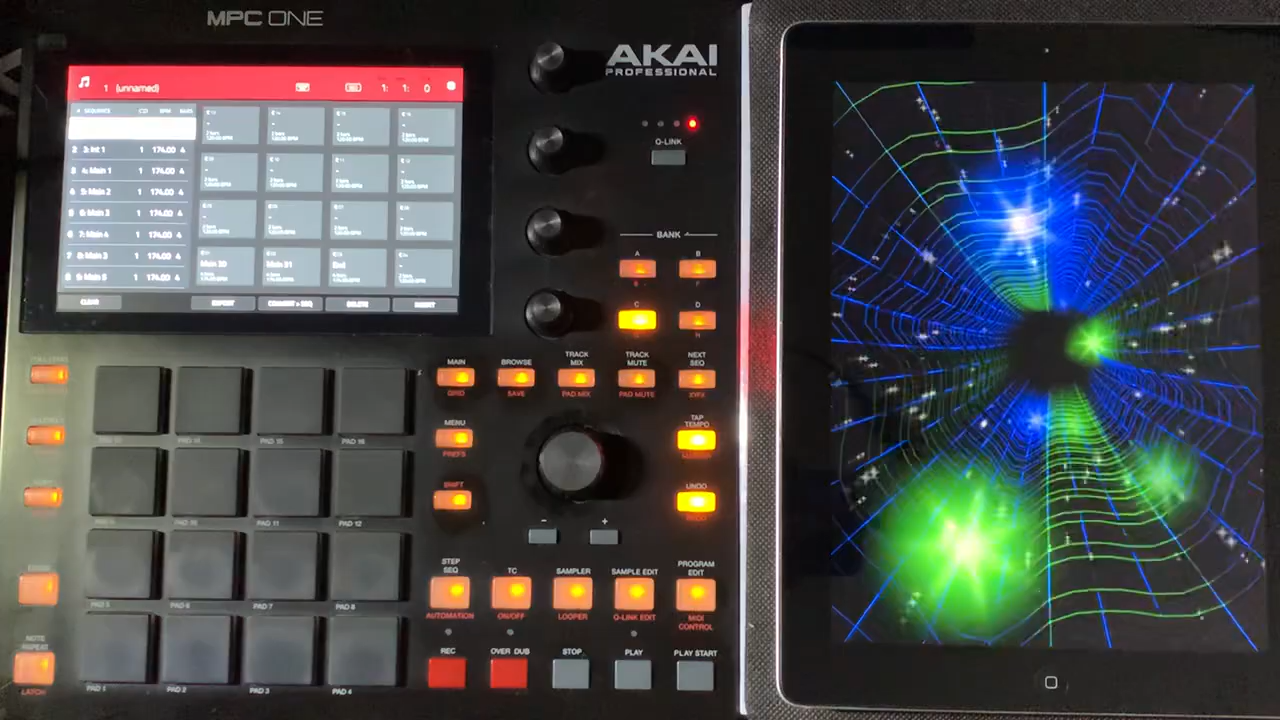 MPC ONE
AKAI
PROFESSIONAL
1 (unnamed) 1: 1: 0
# SEQUENCE CD BPM BARS
2 3: Int 1 1 174.00 4
3 4: Main 1 1 174.00 4
4 5: Main 2 1 174.00 4
5 6: Main 3 1 174.00 4
6 7: Main 4 1 174.00 4
7 8: Main 3 1 174.00 4
8 9: Main 5 1 174.00 4
Main 30 Main 31 End
CLEAR EXPORT CONVERT > SEQ DELETE INSERT
Q-LINK
BANK
A B
C D
MAIN BROWSE TRACK MIX TRACK MUTE NEXT SEQ
GRID SAVE PAD MIX PAD MUTE XYFX
MENU
PREFS
TAP TEMPO
SHIFT
UNDO
- +
STEP SEQ TC SAMPLER SAMPLE EDIT PROGRAM EDIT
AUTOMATION ON/OFF LOOPER Q-LINK EDIT MIDI CONTROL
REC OVER DUB STOP PLAY PLAY START
FULL LEVEL
ERASE
NOTE REPEAT
LATCH
PAD 13 PAD 14 PAD 15 PAD 16
PAD 9 PAD 10 PAD 11 PAD 12
PAD 5 PAD 6 PAD 7 PAD 8
PAD 1 PAD 2 PAD 3 PAD 4